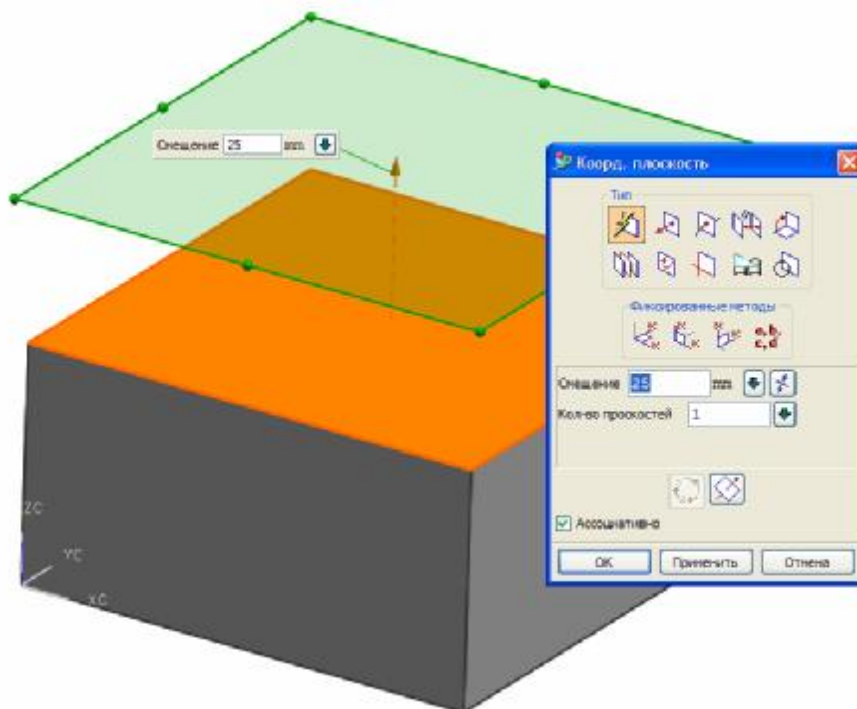 Смещение 25 mm
Коорд. плоскость
Тип
Фиксированные методы
a,b,
c,d
Смещение 25 mm
Кол-во проскостей 1
Ассоциативно
OK Применить Отмена
ZC
YC
XC